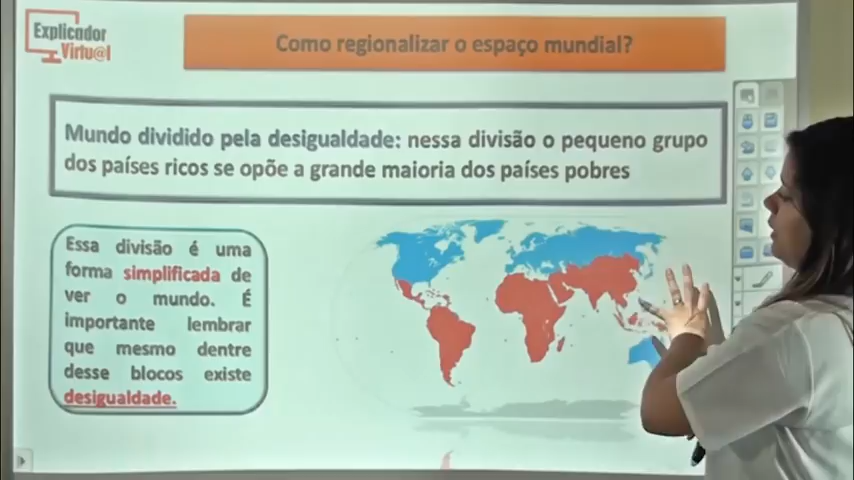 Explicador
Virtu@l
Como regionalizar o espaço mundial?
Mundo dividido pela desigualdade: nessa divisão o pequeno grupo
dos países ricos se opõe a grande maioria dos países pobres
Essa divisão é uma
forma simplificada de
ver o mundo. É
importante lembrar
que mesmo dentre
desse blocos existe
desigualdade.